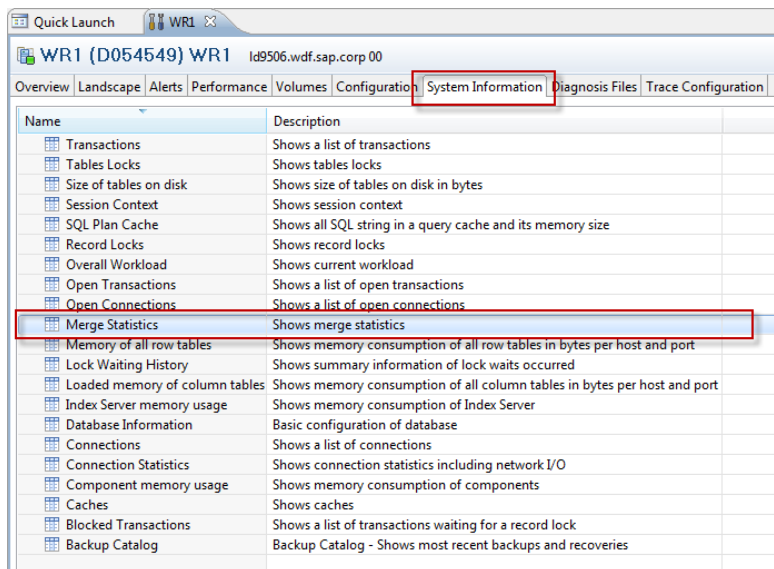 Quick Launch WR1
WR1 (D054549) WR1 ld9506.wdf.sap.corp 00
Overview Landscape Alerts Performance Volumes Configuration System Information Diagnosis Files Trace Configuration
Name Description
Transactions Shows a list of transactions
Tables Locks Shows tables locks
Size of tables on disk Shows size of tables on disk in bytes
Session Context Shows session context
SQL Plan Cache Shows all SQL string in a query cache and its memory size
Record Locks Shows record locks
Overall Workload Shows current workload
Open Transactions Shows a list of open transactions
Open Connections Shows a list of open connections
Merge Statistics Shows merge statistics
Memory of all row tables Shows memory consumption of all row tables in bytes per host and port
Lock Waiting History Shows summary information of lock waits occurred
Loaded memory of column tables Shows memory consumption of all column tables in bytes per host and port
Index Server memory usage Shows memory consumption of Index Server
Database Information Basic configuration of database
Connections Shows a list of connections
Connection Statistics Shows connection statistics including network I/O
Component memory usage Shows memory consumption of components
Caches Shows caches
Blocked Transactions Shows a list of transactions waiting for a record lock
Backup Catalog Backup Catalog - Shows most recent backups and recoveries